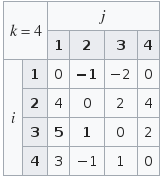 k = 4 j
1 2 3 4
i 1 0 −1 −2 0
2 4 0 2 4
3 5 1 0 2
4 3 −1 1 0